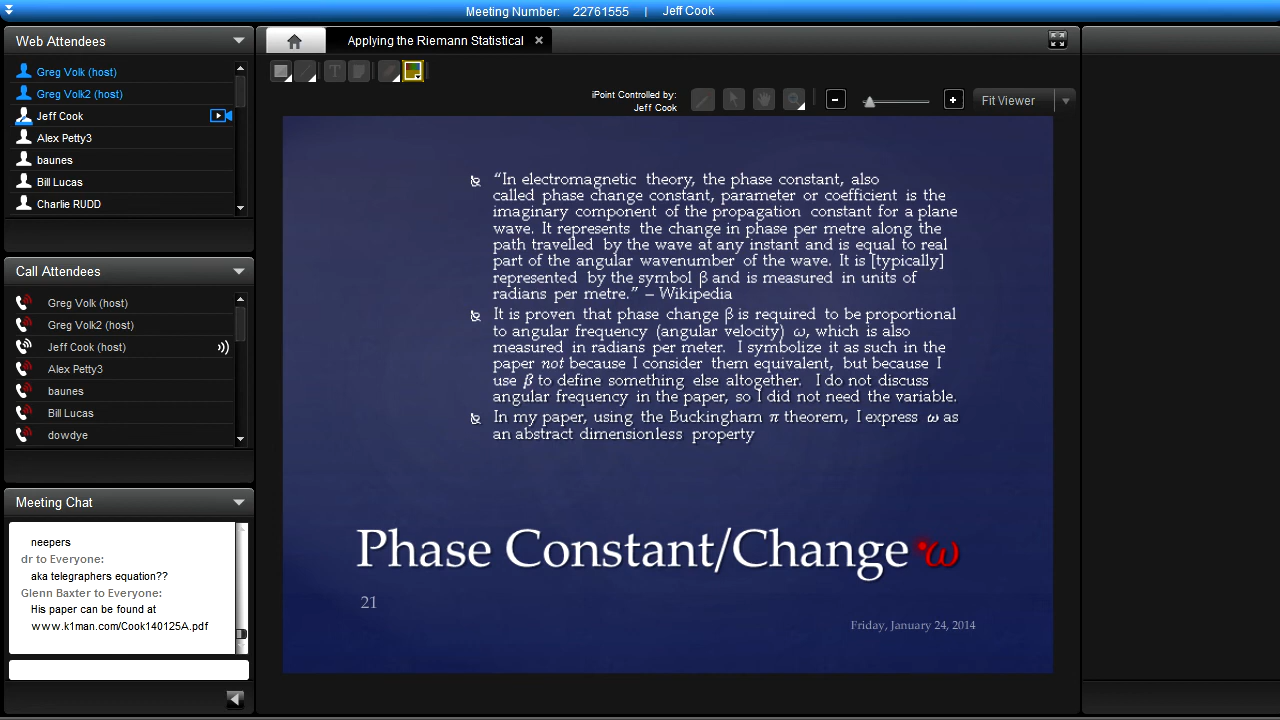 Meeting Number: 22761555 | Jeff Cook
Web Attendees
Greg Volk (host)
Greg Volk2 (host)
Jeff Cook
Alex Petty3
baunes
Bill Lucas
Charlie RUDD
Call Attendees
Greg Volk (host)
Greg Volk2 (host)
Jeff Cook (host)
Alex Petty3
baunes
Bill Lucas
dowdye
Meeting Chat
neepers
dr to Everyone:
aka telegraphers equation??
Glenn Baxter to Everyone:
His paper can be found at
www.k1man.com/Cook140125A.pdf
Applying the Riemann Statistical
iPoint Controlled by:
Jeff Cook
Fit Viewer
“In electromagnetic theory, the phase constant, also
called phase change constant, parameter or coefficient is the
imaginary component of the propagation constant for a plane
wave. It represents the change in phase per metre along the
path travelled by the wave at any instant and is equal to real
part of the angular wavenumber of the wave. It is [typically]
represented by the symbol β and is measured in units of
radians per metre.” – Wikipedia
It is proven that phase change β is required to be proportional
to angular frequency (angular velocity) ω, which is also
measured in radians per meter. I symbolize it as such in the
paper not because I consider them equivalent, but because I
use β to define something else altogether. I do not discuss
angular frequency in the paper, so I did not need the variable.
In my paper, using the Buckingham π theorem, I express ω as
an abstract dimensionless property
Phase Constant/Change ω
21
Friday, January 24, 2014